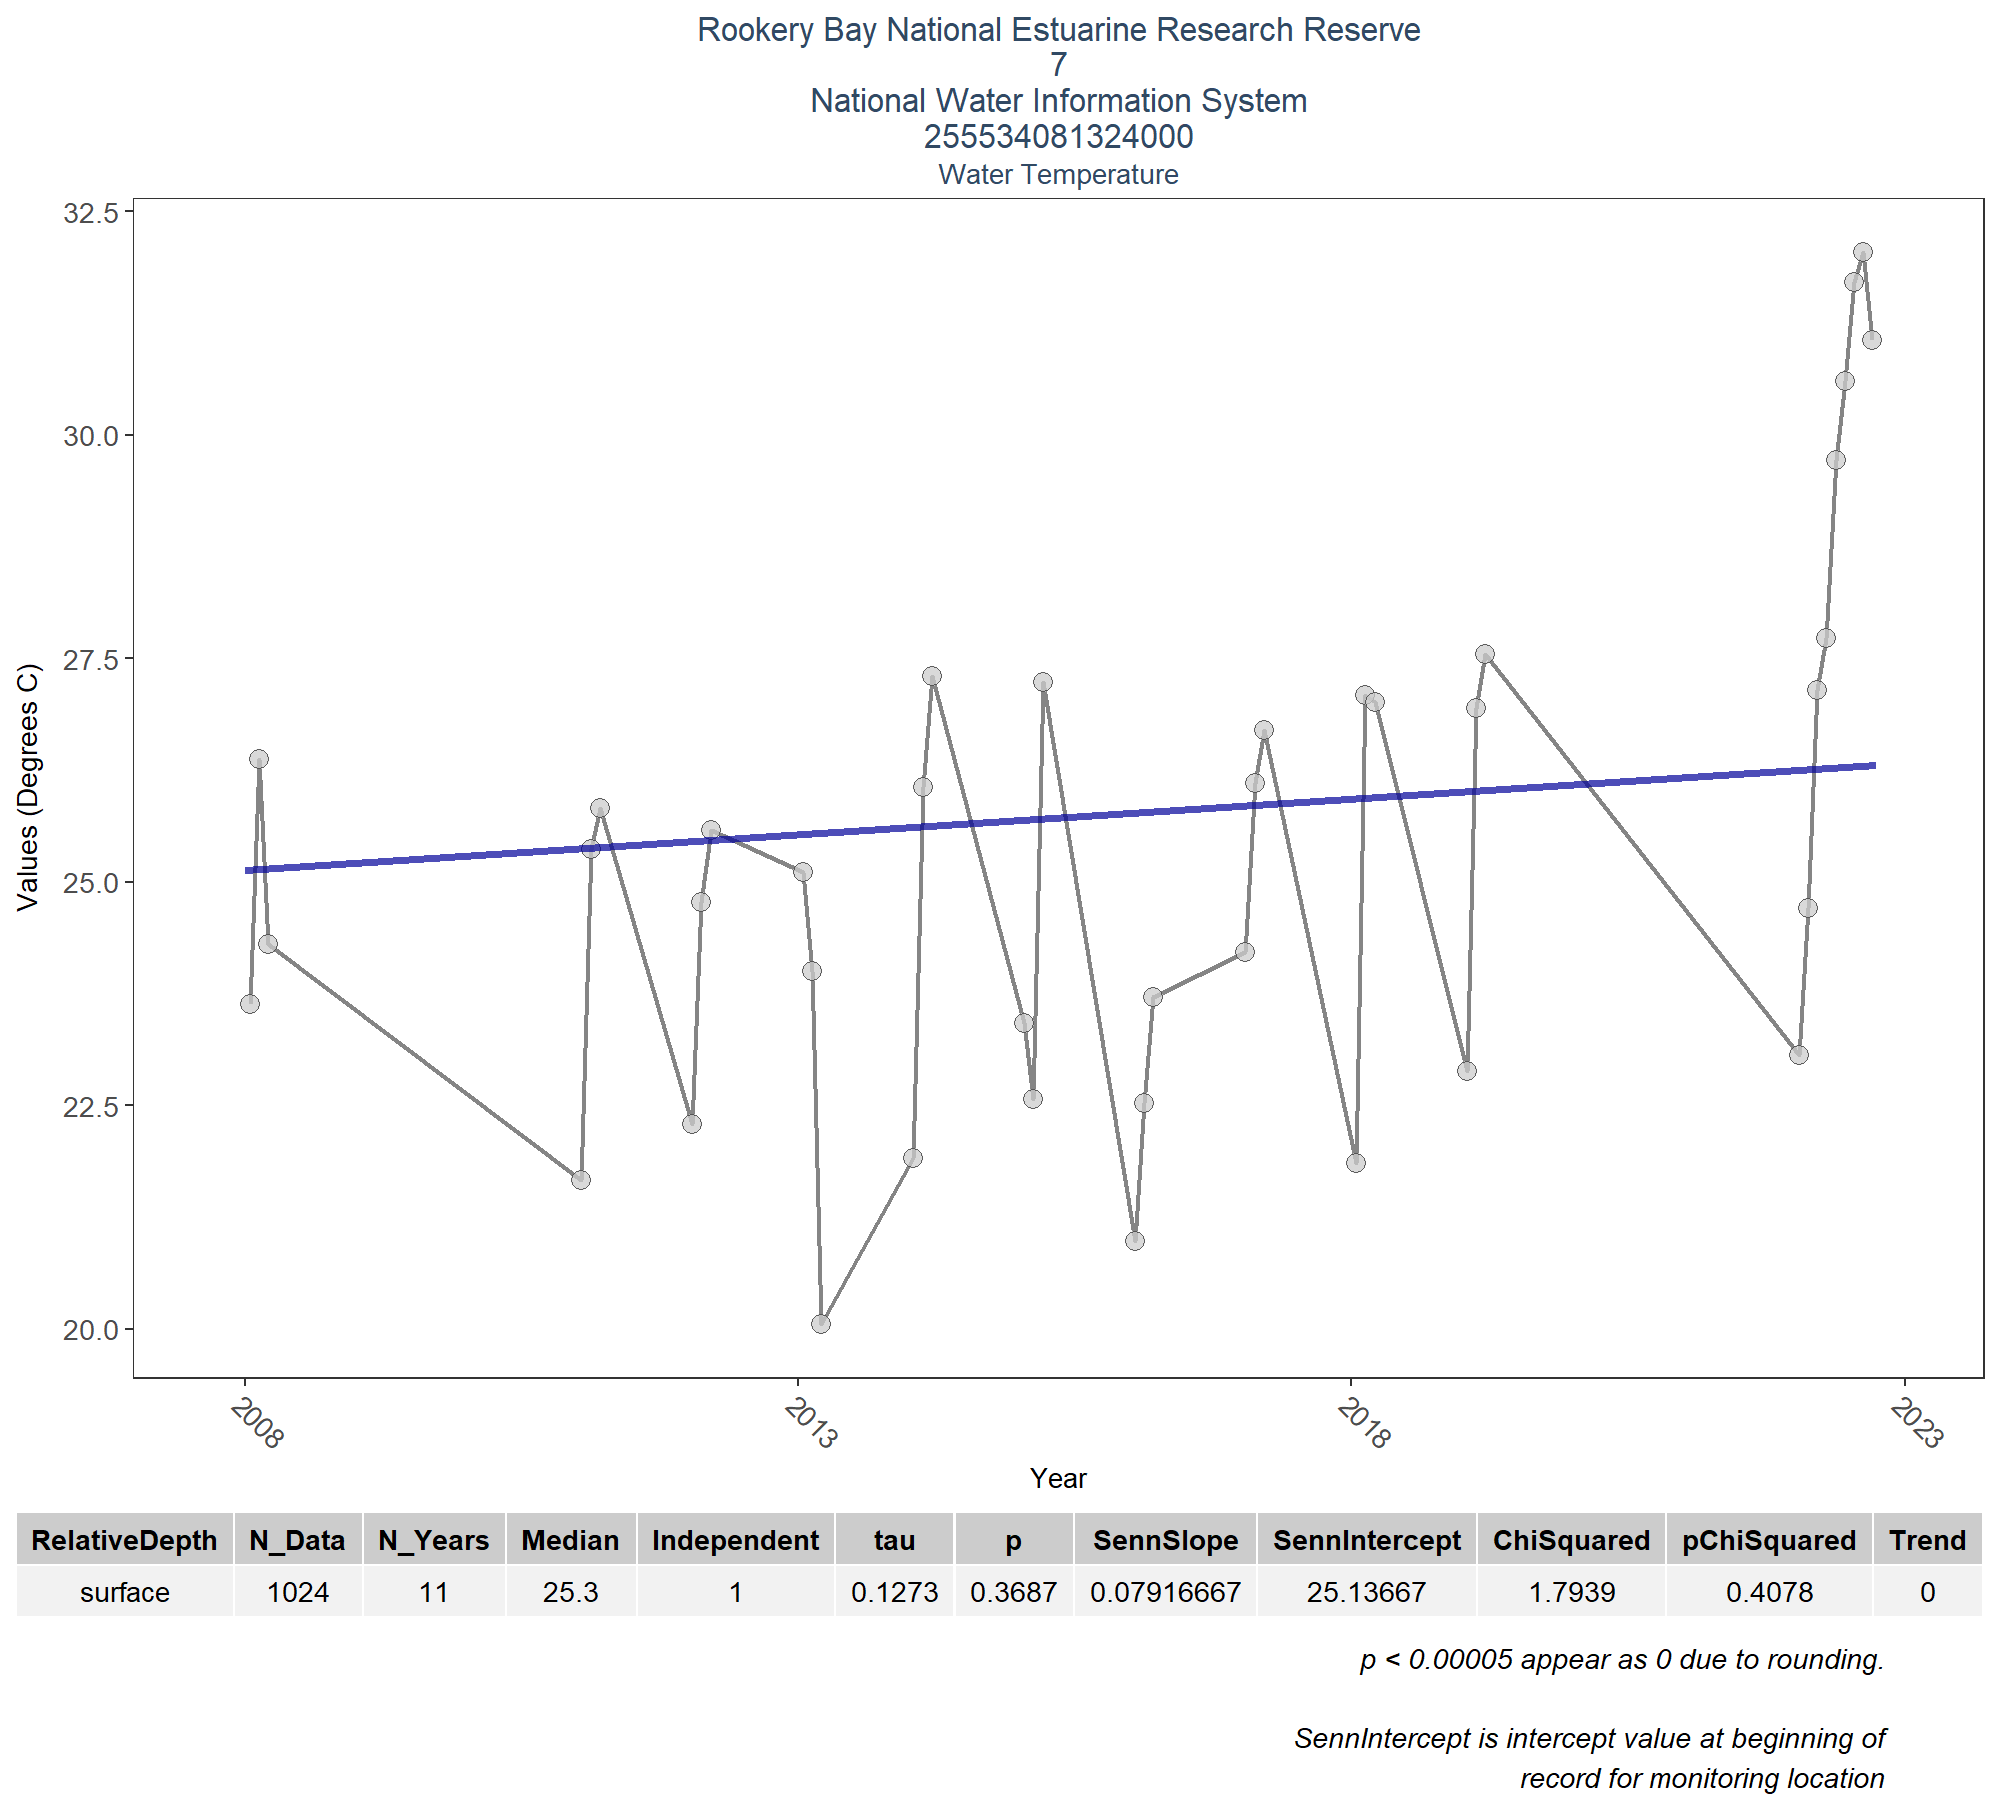 Rookery Bay National Estuarine Research Reserve
7
National Water Information System
255534081324000
Water Temperature
32.5
30.0
27.5
25.0
22.5
20.0
Values (Degrees C)
2008
2013
2018
2023
Year
RelativeDepth N_Data N_Years Median Independent tau p SennSlope SennIntercept ChiSquared pChiSquared Trend
surface 1024 11 25.3 1 0.1273 0.3687 0.07916667 25.13667 1.7939 0.4078 0
p < 0.00005 appear as 0 due to rounding.
SennIntercept is intercept value at beginning of
record for monitoring location